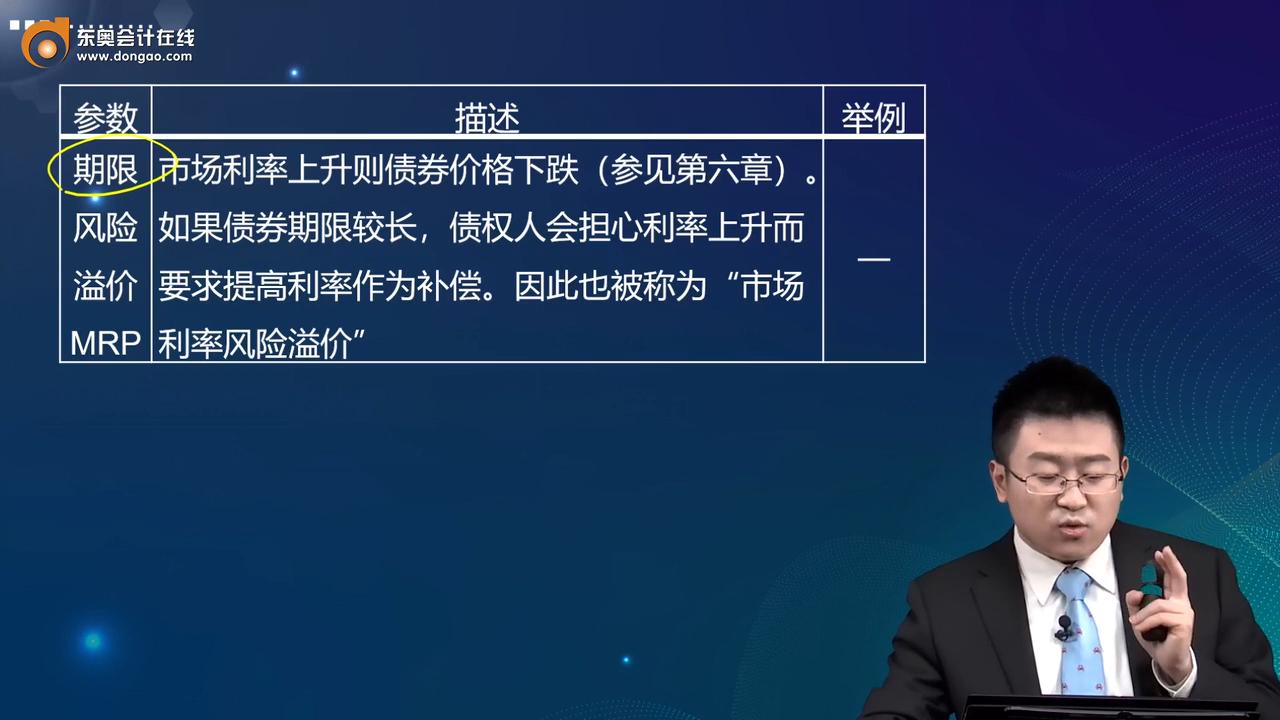 东奥会计在线
www.dongao.com
参数 描述 举例
期限 市场利率上升则债券价格下跌（参见第六章）。
风险 如果债券期限较长，债权人会担心利率上升而
—
溢价 要求提高利率作为补偿。因此也被称为“市场
MRP 利率风险溢价”